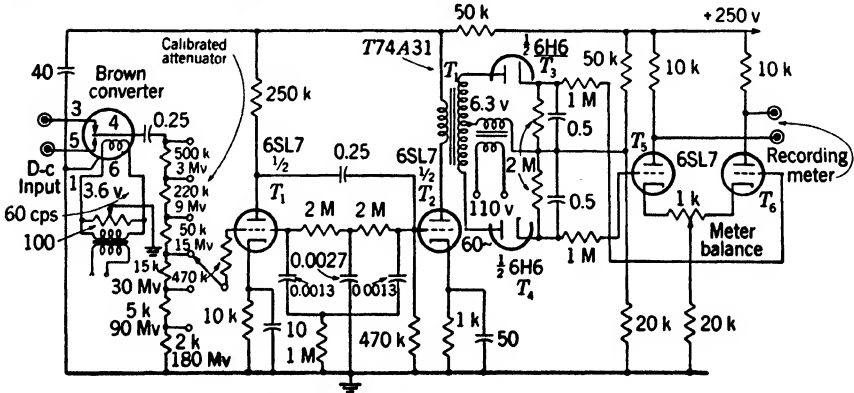 50 k
+250 v
T74A31
½ 6H6
T3
Calibrated
attenuator
40
Brown
converter
T1
50 k
10 k
10 k
3
4
0.25
250 k
6.3 v
1 M
0.5
5
500 k
3 Mv
6SL7
½
0.25
6SL7
½
2 M
T5
6SL7
Recording
meter
D-c
Input
6
1
3.6 v
220 k
9 Mv
T1
T2
T6
60 cps
50 k
15 Mv
2 M
2 M
110 v
0.5
1 k
100
60~
Meter
balance
15 k
470 k
0.0027
½ 6H6
T4
1 M
30 Mv
0.0013
0.0013
5 k
90 Mv
10 k
10
1 M
470 k
1 k
50
20 k
20 k
2 k
180 Mv